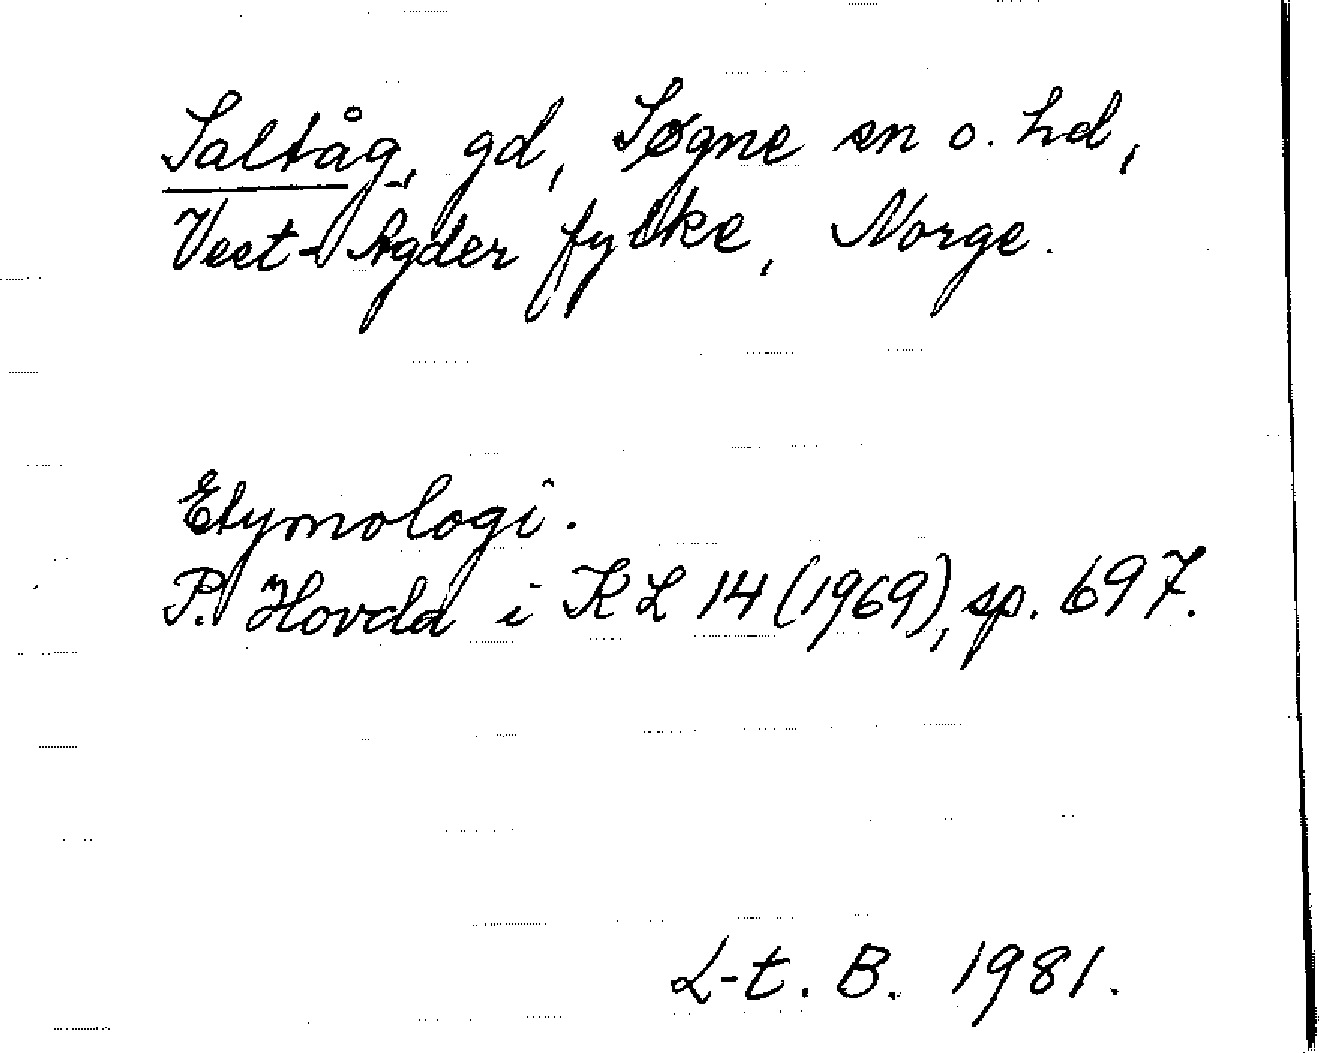 Saltåg, gd, Søgne sn o. hd,
Vest-Agder fylke, Norge.
Etymologi.
P. Hovda i KL 14 (1969), sp. 697.
L-t. B. 1981.